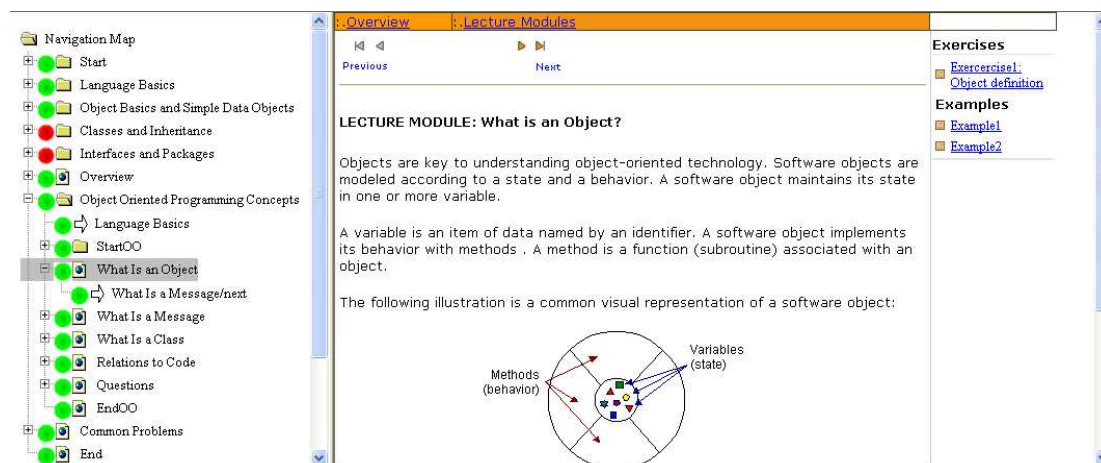 Navigation Map
Start
Language Basics
Object Basics and Simple Data Objects
Classes and Inheritance
Interfaces and Packages
Overview
Object Oriented Programming Concepts
Language Basics
StartOO
What Is an Object
What Is a Message/next
What Is a Message
What Is a Class
Relations to Code
Questions
EndOO
Common Problems
End
:.Overview :.Lecture Modules
Previous Next
LECTURE MODULE: What is an Object?
Objects are key to understanding object-oriented technology. Software objects are
modeled according to a state and a behavior. A software object maintains its state
in one or more variable.
A variable is an item of data named by an identifier. A software object implements
its behavior with methods . A method is a function (subroutine) associated with an
object.
The following illustration is a common visual representation of a software object:
Methods
(behavior)
Variables
(state)
Exercises
Exercercise1:
Object definition
Examples
Example1
Example2